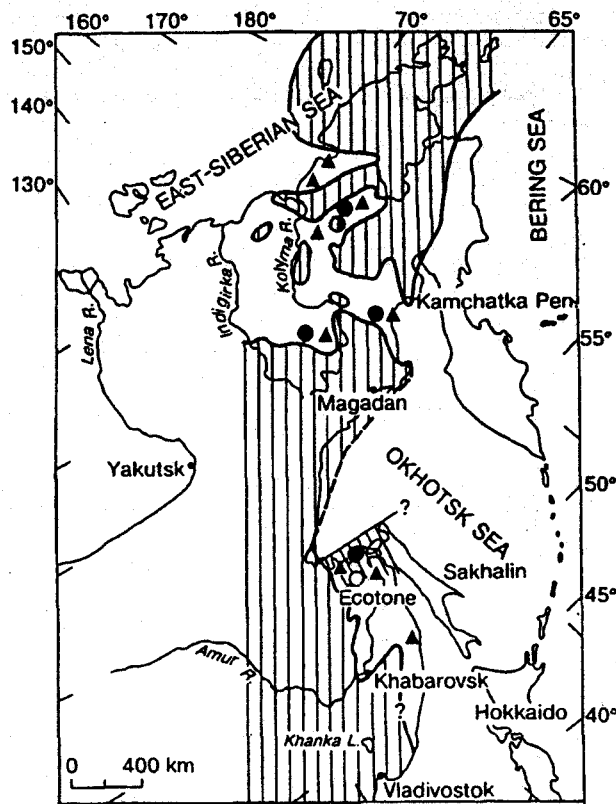 160° 170° 180° 70° 65°
150°
140°
130°
EAST-SIBERIAN SEA
BERING SEA
60°
Kolyma R.
Indigirka R.
Lena R.
Kamchatka Pen.
55°
Magadan
Yakutsk
OKHOTSK SEA
50°
?
Sakhalin
Ecotone
45°
Amur R.
Khabarovsk
?
Hokkaido
40°
Khanka L.
0 400 km
Vladivostok